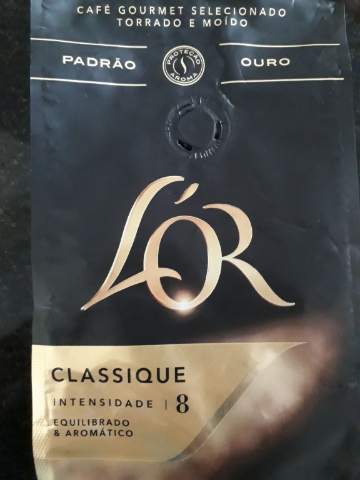 CAFÉ GOURMET SELECIONADO
TORRADO E MOÍDO
PADRÃO
PROTEÇÃO
AROMA
OURO
L'OR
CLASSIQUE
INTENSIDADE | 8
EQUILIBRADO
& AROMÁTICO